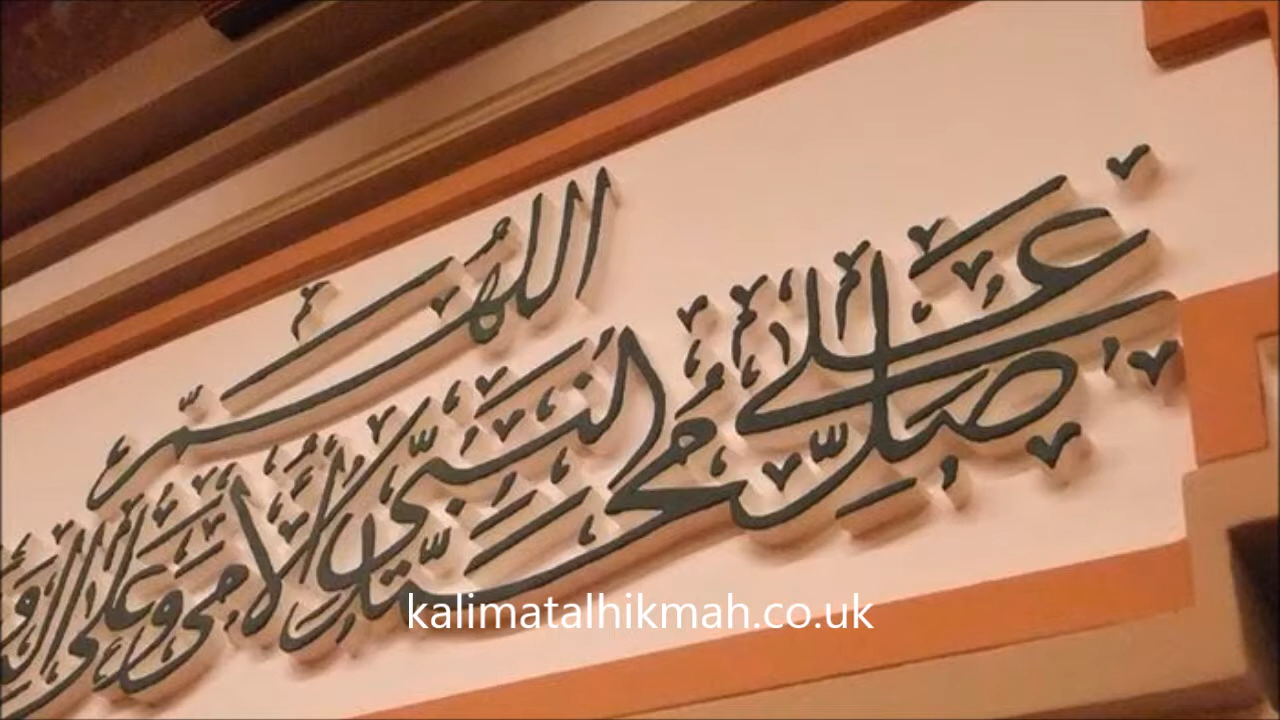 اللهم صل على محمد النبي الأمي وعلى
kalimatalhikmah.co.uk